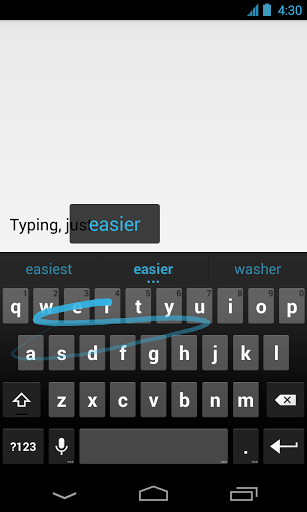 4:30
Typing, just easier
easiest easier washer
1 2 3 4 5 6 7 8 9 0
q w e r t y u i o p
a s d f g h j k l
z x c v b n m
?123 .